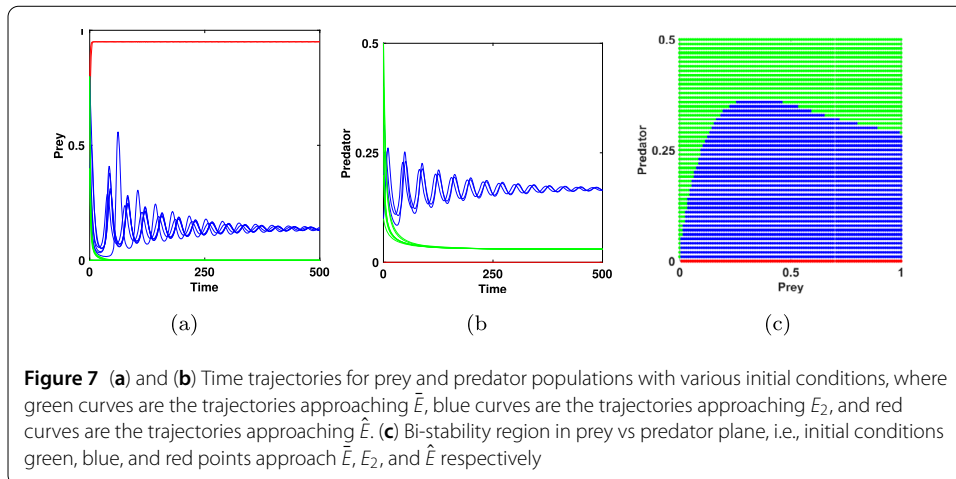 1
0.5
0
Prey
0
250
500
Time
(a)
0.5
0.25
0
Predator
0
250
500
Time
(b)
0.5
0
Predator
0
0.5
1
Prey
(c)
Figure 7 (a) and (b) Time trajectories for prey and predator populations with various initial conditions, where
green curves are the trajectories approaching Ē, blue curves are the trajectories approaching E₂, and red
curves are the trajectories approaching Ê. (c) Bi-stability region in prey vs predator plane, i.e., initial conditions
green, blue, and red points approach Ē, E₂, and Ê respectively